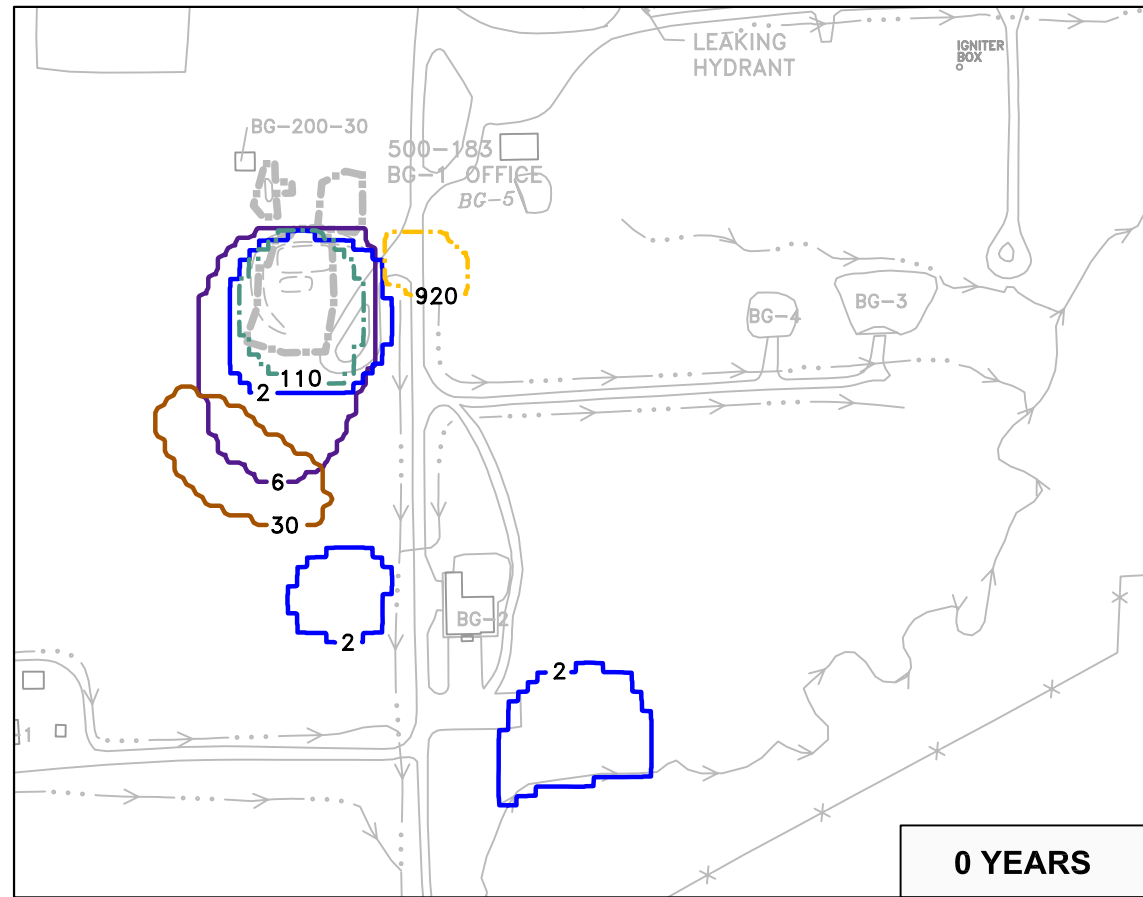 LEAKING
HYDRANT
IGNITER
BOX
BG-200-30
500-183
BG-1 OFFICE
BG-5
920
BG-3
BG-4
110
2
6
30
2
BG-2
2
1
0 YEARS